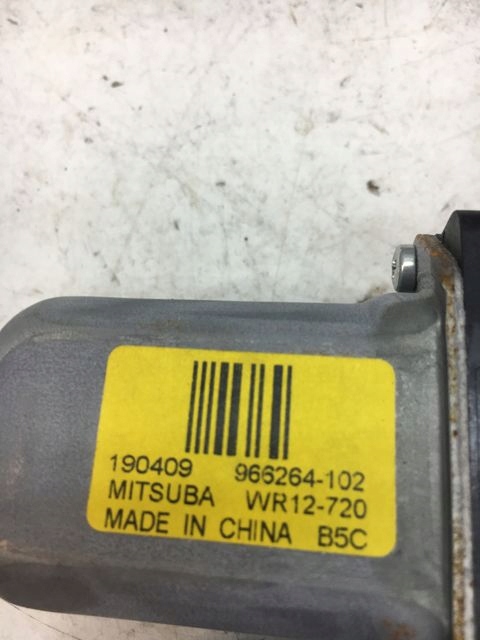 190409 966264-102
MITSUBA WR12-720
MADE IN CHINA B5C